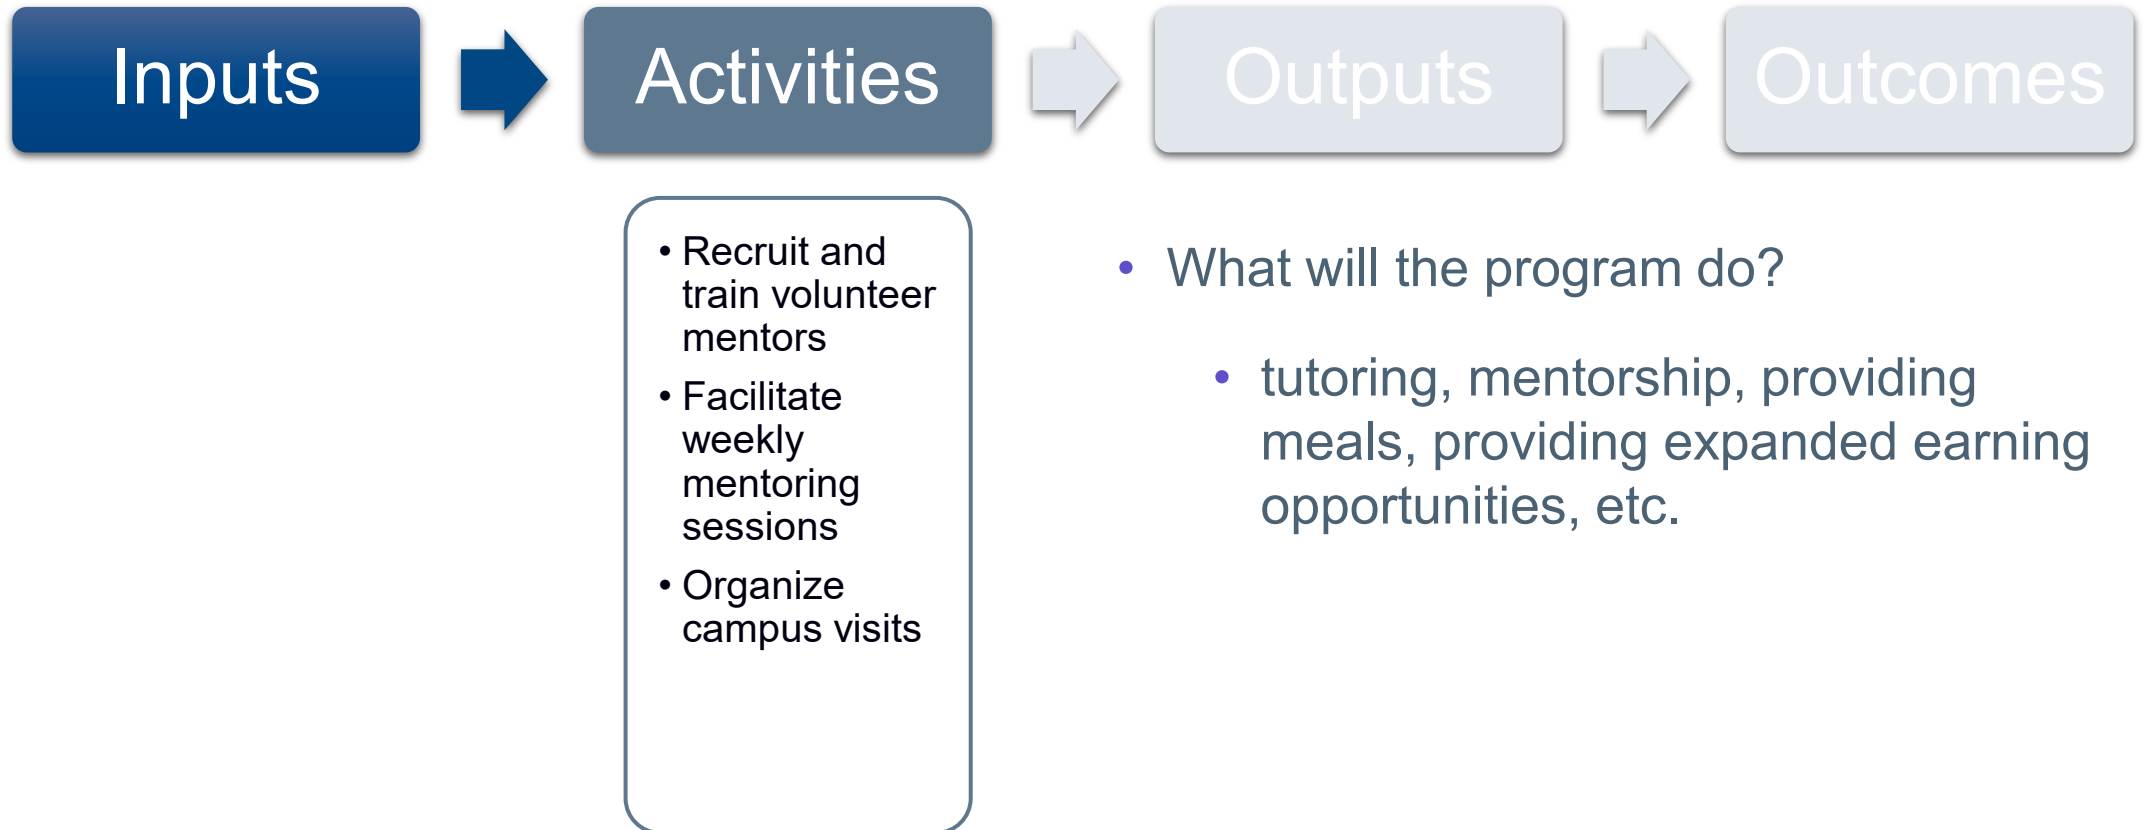 Inputs
Activities
Outputs
Outcomes
• Recruit and
train volunteer
mentors
• Facilitate
weekly
mentoring
sessions
• Organize
campus visits
• What will the program do?
• tutoring, mentorship, providing
meals, providing expanded earning
opportunities, etc.